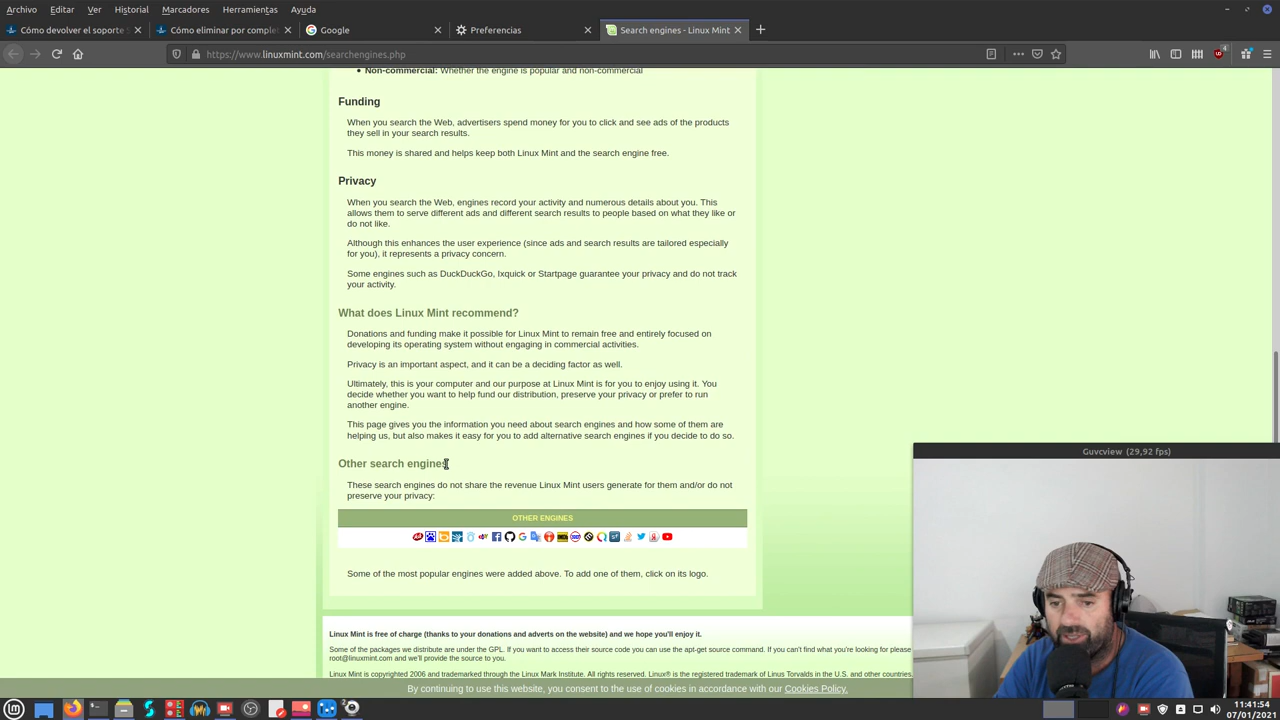 Archivo Editar Ver Historial Marcadores Herramientas Ayuda
Cómo devolver el soporte s
Cómo eliminar por comple
Google
Preferencias
Search engines - Linux Mint
https://www.linuxmint.com/searchengines.php
Non-commercial: Whether the engine is popular and non-commercial
Funding
When you search the Web, advertisers spend money for you to click and see ads of the products
they sell in your search results.
This money is shared and helps keep both Linux Mint and the search engine free.
Privacy
When you search the Web, engines record your activity and numerous details about you. This
allows them to serve different ads and different search results to people based on what they like or
do not like.
Although this enhances the user experience (since ads and search results are tailored especially
for you), it represents a privacy concern.
Some engines such as DuckDuckGo, Ixquick or Startpage guarantee your privacy and do not track
your activity.
What does Linux Mint recommend?
Donations and funding make it possible for Linux Mint to remain free and entirely focused on
developing its operating system without engaging in commercial activities.
Privacy is an important aspect, and it can be a deciding factor as well.
Ultimately, this is your computer and our purpose at Linux Mint is for you to enjoy using it. You
decide whether you want to help fund our distribution, preserve your privacy or prefer to run
another engine.
This page gives you the information you need about search engines and how some of them are
helping us, but also makes it easy for you to add alternative search engines if you decide to do so.
Other search engines
These search engines do not share the revenue Linux Mint users generate for them and/or do not
preserve your privacy:
OTHER ENGINES
Some of the most popular engines were added above. To add one of them, click on its logo.
Linux Mint is free of charge (thanks to your donations and adverts on the website) and we hope you'll enjoy it.
Some of the packages we distribute are under the GPL. If you want to access their source code you can use the apt-get source command. If you can't find what you're looking for please
root@linuxmint.com and we'll provide the source to you.
Linux Mint is copyrighted 2006 and trademarked through the Linux Mark Institute. All rights reserved. Linux® is the registered trademark of Linus Torvalds in the U.S. and other countries.
By continuing to use this website, you consent to the use of cookies in accordance with our Cookies Policy.
Guvcview (29,92 fps)
11:41:54
07/01/2021